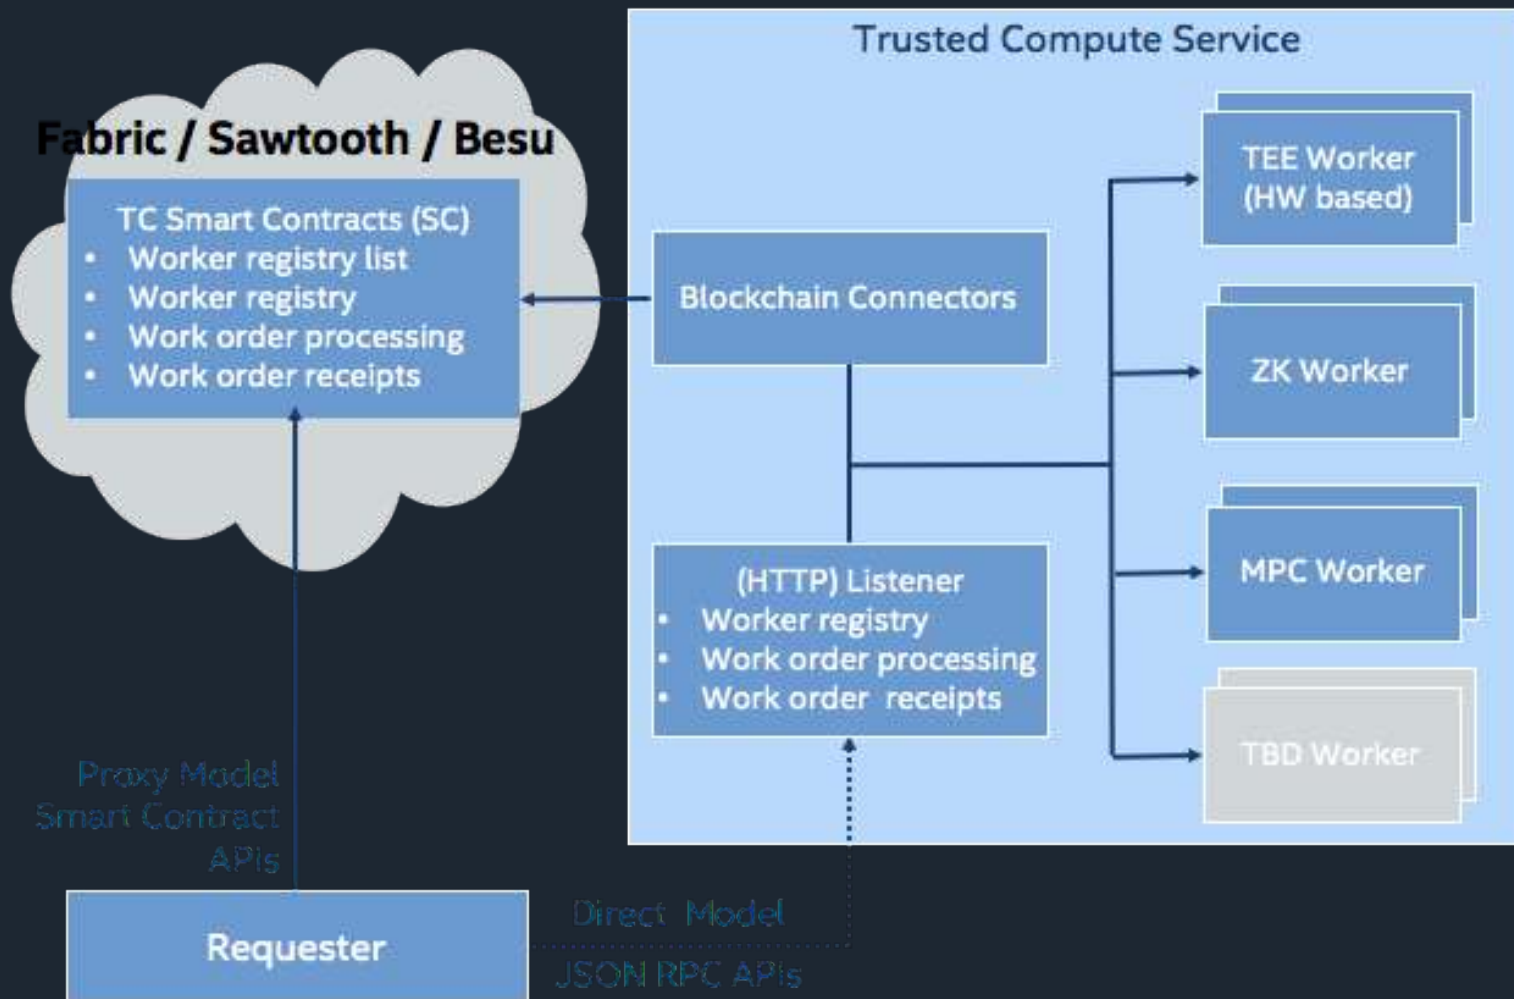 Trusted Compute Service
Fabric / Sawtooth / Besu
TC Smart Contracts (SC)
• Worker registry list
• Worker registry
• Work order processing
• Work order receipts
Blockchain Connectors
(HTTP) Listener
• Worker registry
• Work order processing
• Work order receipts
TEE Worker
(HW based)
ZK Worker
MPC Worker
TBD Worker
Proxy Model
Smart Contract
APIs
Requester
Direct Model
JSON RPC APIs